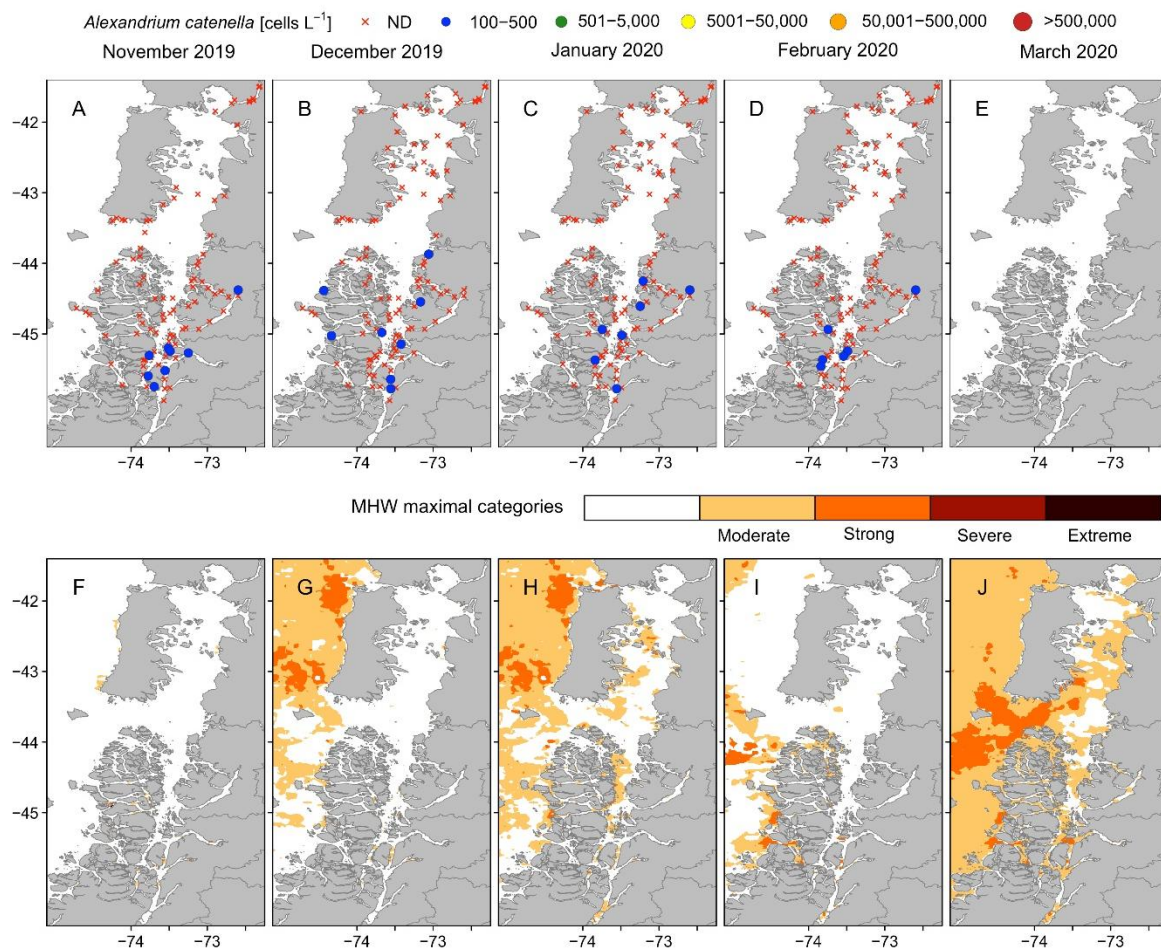 Alexandrium catenella [cells L⁻¹] × ND 100−500 501−5,000 5001−50,000 50,001−500,000 >500,000
November 2019 December 2019 January 2020 February 2020 March 2020
A B C D E
−42
−43
−44
−45
−74 −73 −74 −73 −74 −73 −74 −73 −74 −73
MHW maximal categories
Moderate Strong Severe Extreme
F G H I J
−42
−43
−44
−45
−74 −73 −74 −73 −74 −73 −74 −73 −74 −73